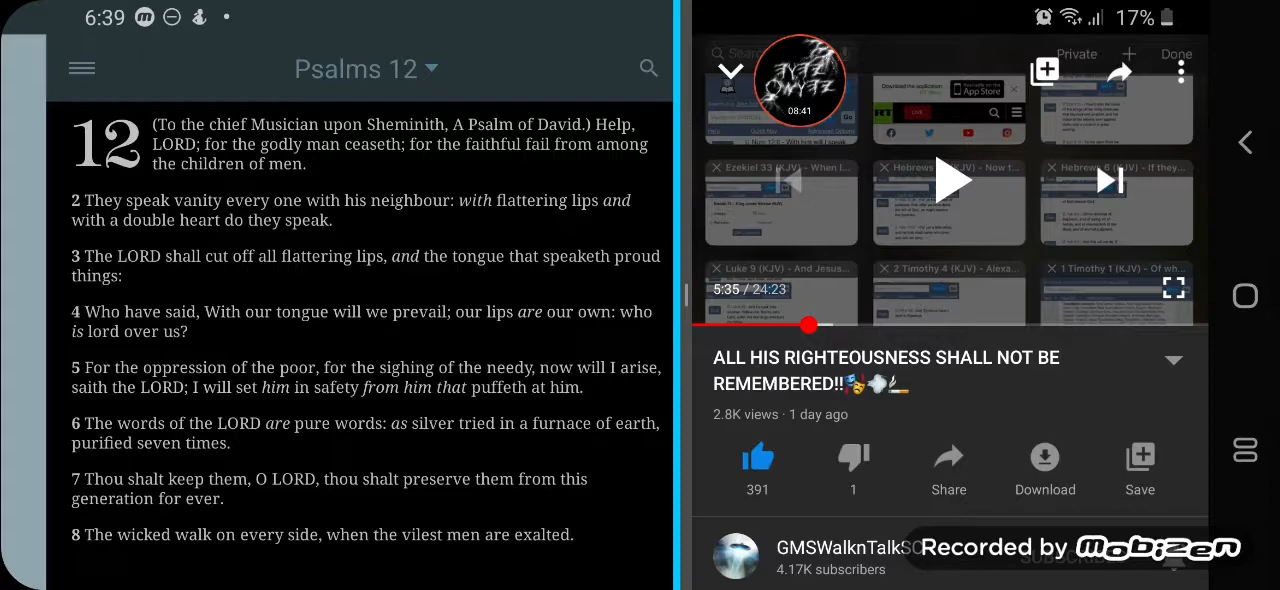 6:39
17%
Psalms 12
12 (To the chief Musician upon Sheminith, A Psalm of David.) Help,
LORD; for the godly man ceaseth; for the faithful fail from among
the children of men.
2 They speak vanity every one with his neighbour: with flattering lips and
with a double heart do they speak.
3 The LORD shall cut off all flattering lips, and the tongue that speaketh proud
things:
4 Who have said, With our tongue will we prevail; our lips are our own: who
is lord over us?
5 For the oppression of the poor, for the sighing of the needy, now will I arise,
saith the LORD; I will set him in safety from him that puffeth at him.
6 The words of the LORD are pure words: as silver tried in a furnace of earth,
purified seven times.
7 Thou shalt keep them, O LORD, thou shalt preserve them from this
generation for ever.
8 The wicked walk on every side, when the vilest men are exalted.
Private
Done
08:41
Download the application:
App Store
Go
LIVE
Ezekiel 33 (KJV) - When I...
Hebrews (KJV) - Now t...
Hebrews 6 (KJV) - If they...
Luke 9 (KJV) - And Jesus...
2 Timothy 4 (KJV) - Alexa...
1 Timothy 1 (KJV) - Of wh...
5:35 / 24:23
ALL HIS RIGHTEOUSNESS SHALL NOT BE
REMEMBERED!!🎭💨🚬
2.8K views · 1 day ago
391
1
Share
Download
Save
GMSWalknTalkSC
4.17K subscribers
Recorded by mobizen